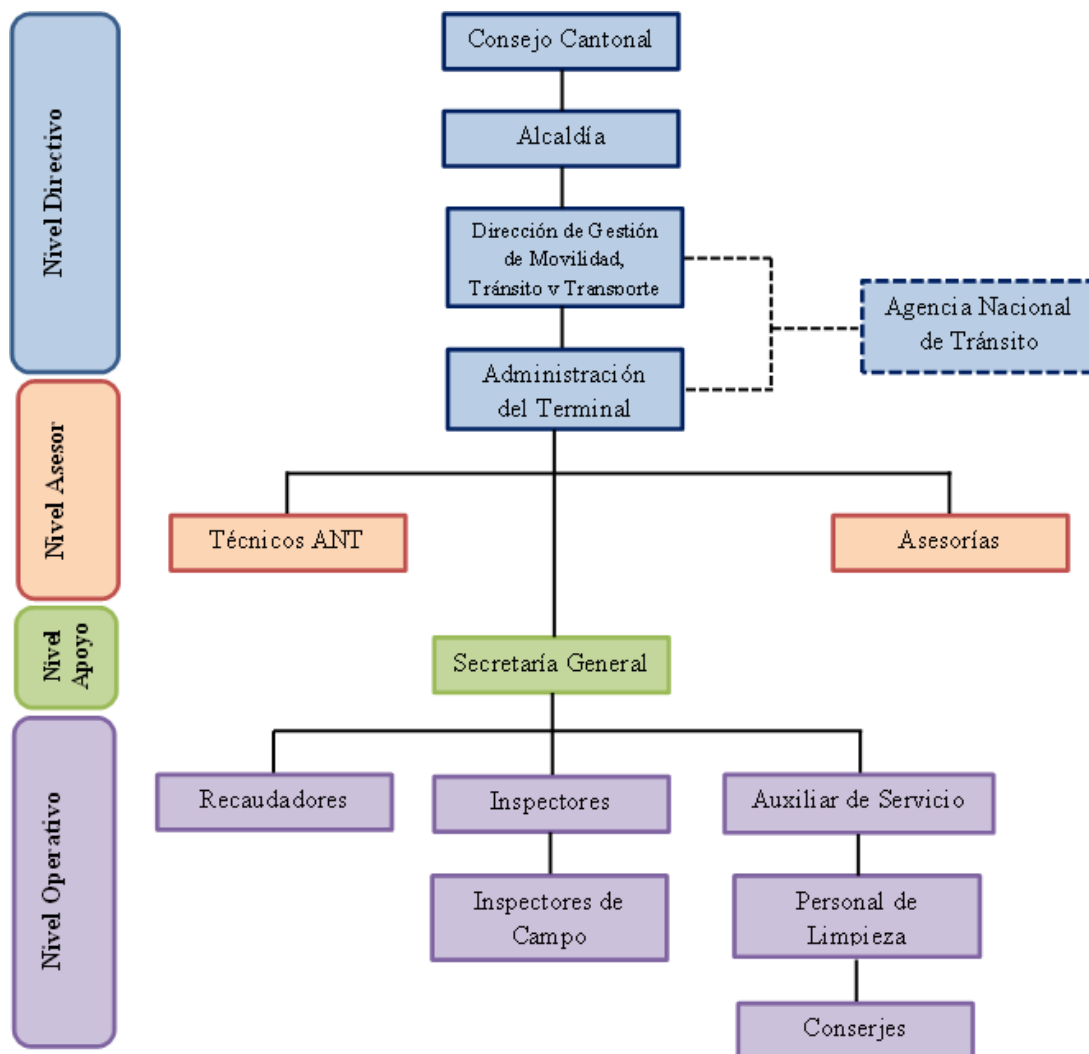 Nivel Directivo
Consejo Cantonal
Alcaldía
Dirección de Gestión
de Movilidad,
Tránsito y Transporte
Agencia Nacional
de Tránsito
Administración
del Terminal
Nivel Asesor
Técnicos ANT
Asesorías
Nivel
Apoyo
Secretaría General
Nivel Operativo
Recaudadores
Inspectores
Auxiliar de Servicio
Inspectores de
Campo
Personal de
Limpieza
Conserjes